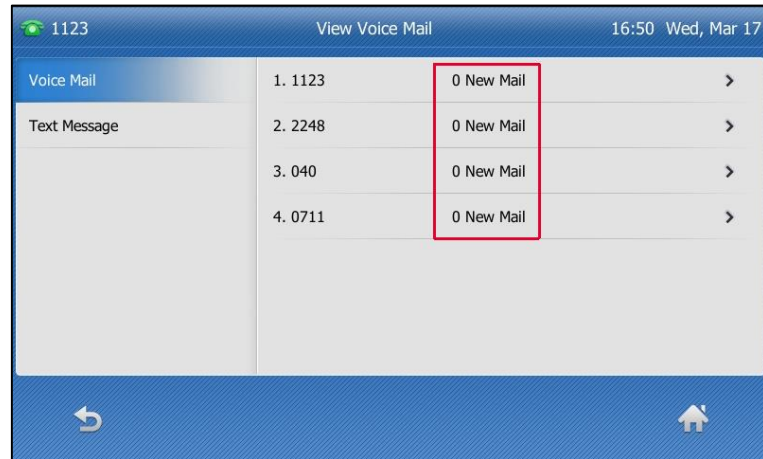 1123 View Voice Mail 16:50 Wed, Mar 17
Voice Mail
Text Message
1. 1123 0 New Mail
2. 2248 0 New Mail
3. 040 0 New Mail
4. 0711 0 New Mail